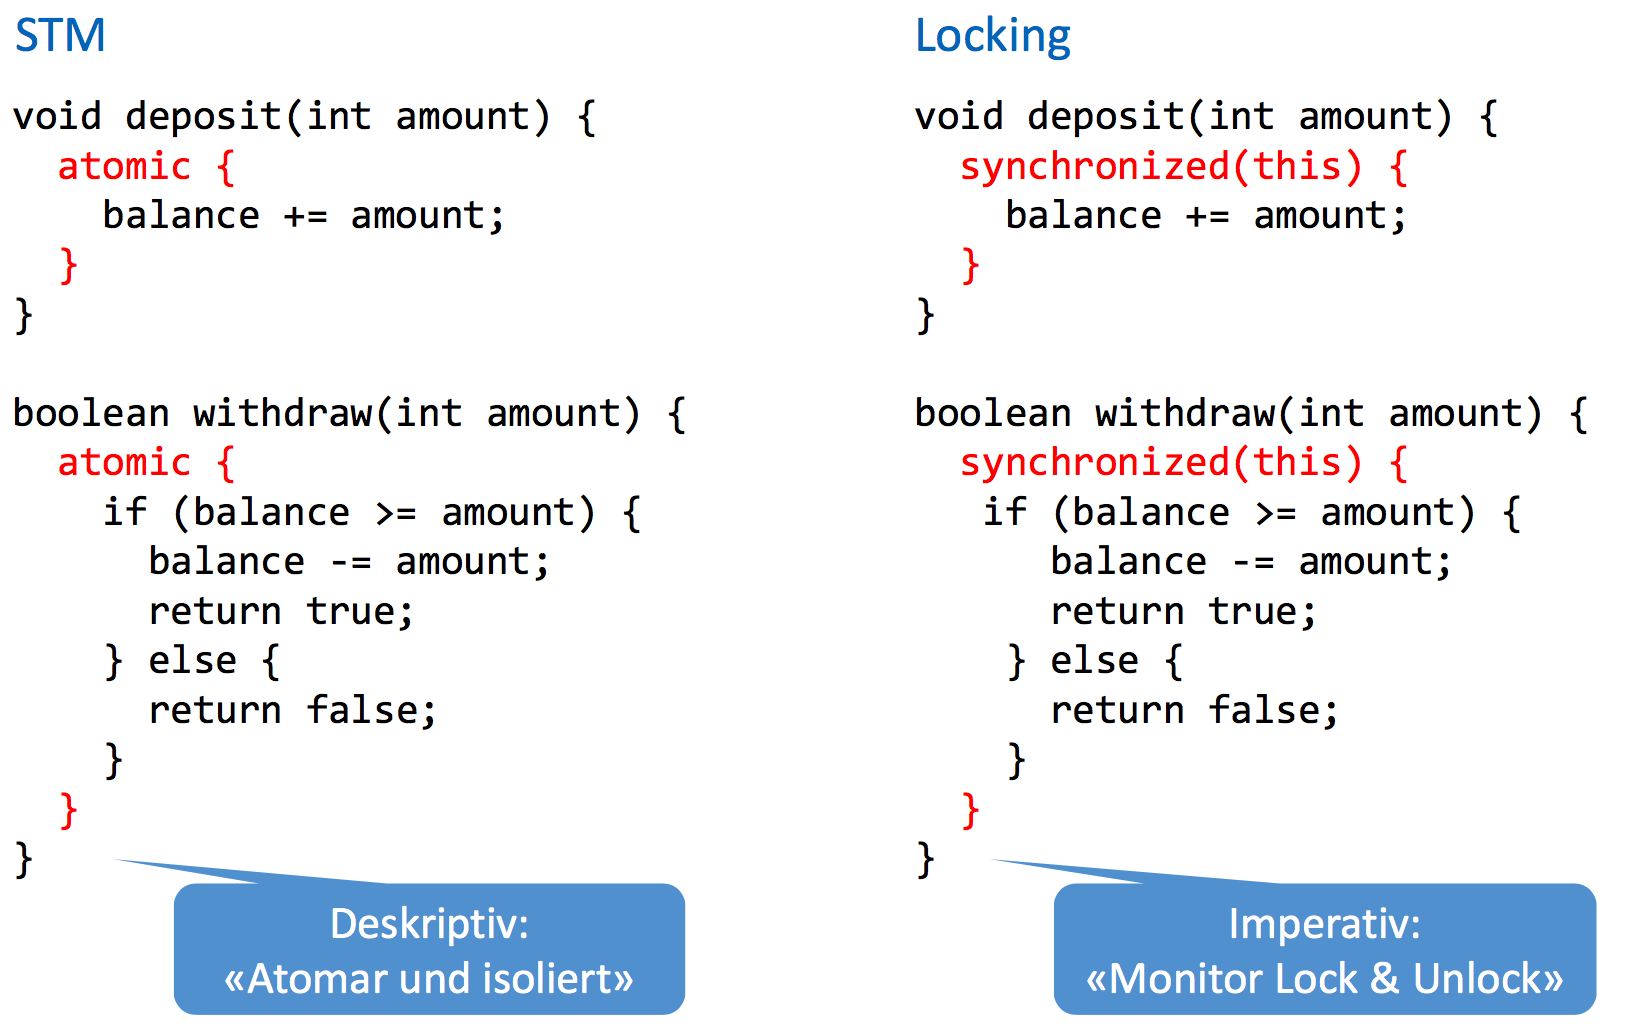 STM
void deposit(int amount) {
  atomic {
    balance += amount;
  }
}
boolean withdraw(int amount) {
  atomic {
    if (balance >= amount) {
      balance -= amount;
      return true;
    } else {
      return false;
    }
  }
}
Deskriptiv:
«Atomar und isoliert»
Locking
void deposit(int amount) {
  synchronized(this) {
    balance += amount;
  }
}
boolean withdraw(int amount) {
  synchronized(this) {
   if (balance >= amount) {
      balance -= amount;
      return true;
    } else {
      return false;
    }
  }
}
Imperativ:
«Monitor Lock & Unlock»